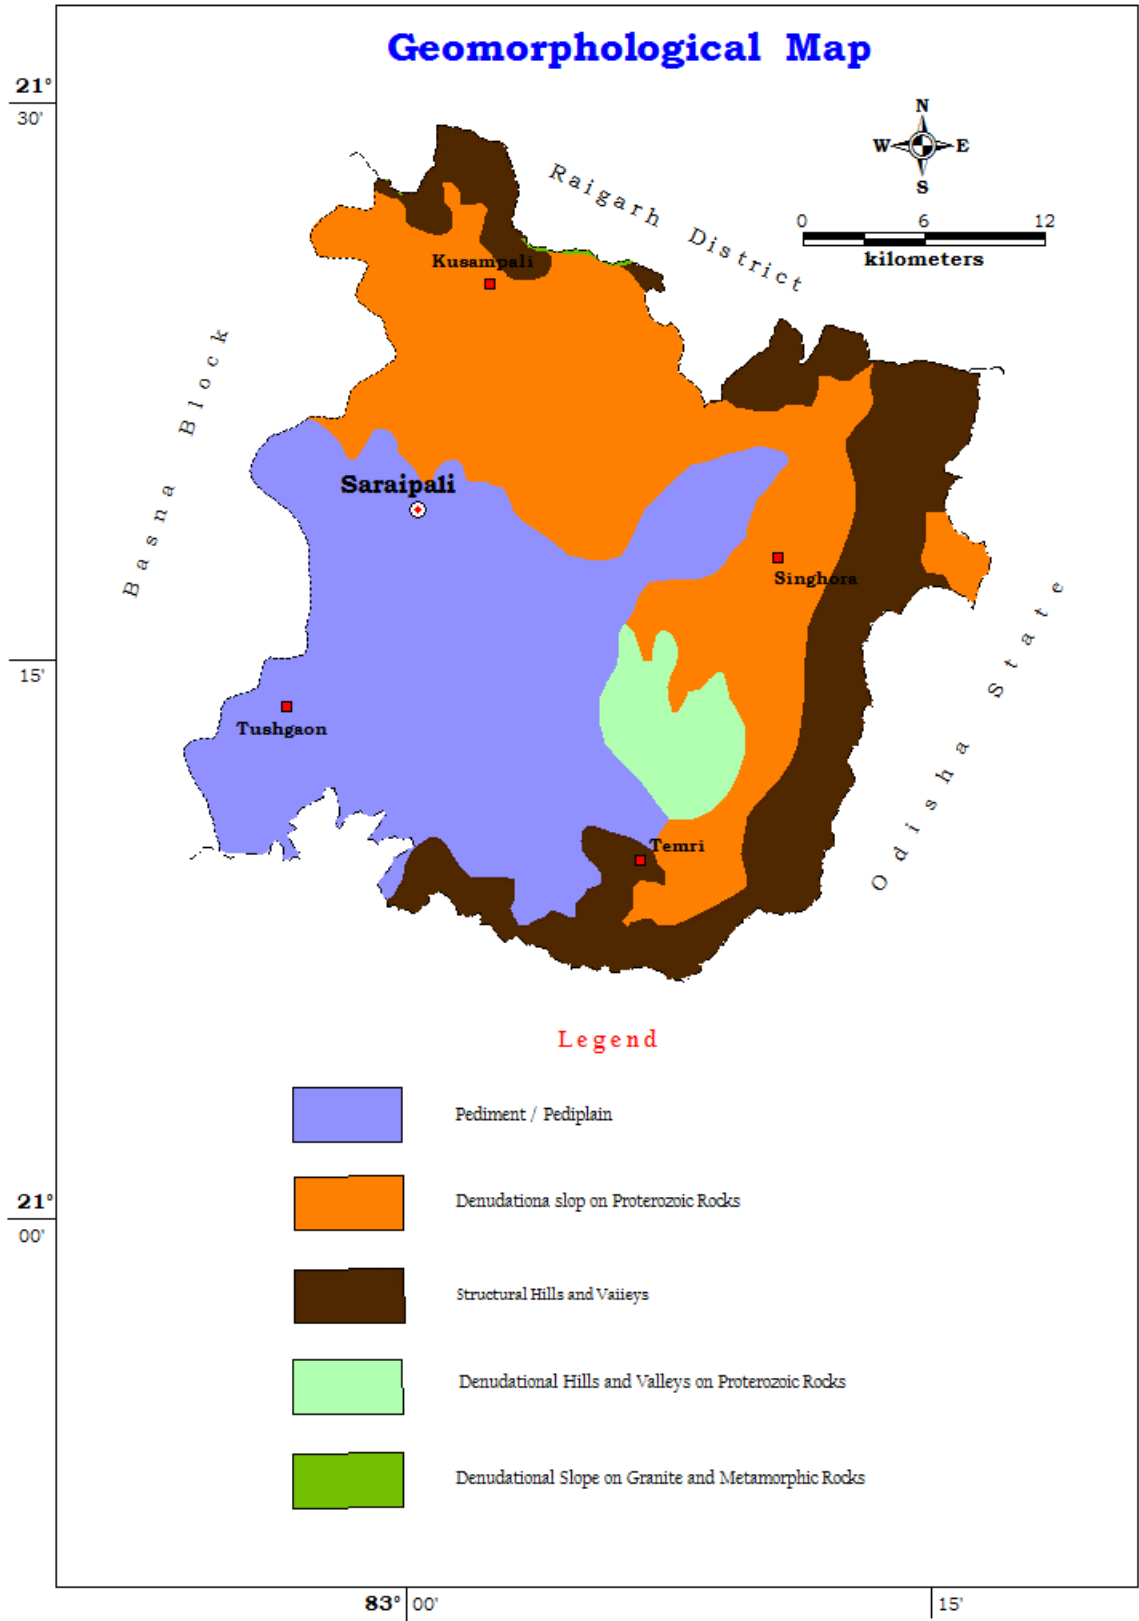 Geomorphological Map
21°
30'
N
W E
S
Raigarh District
0 6 12
kilometers
Kusampali
Basna Block
Saraipali
Singhora
Odisha State
15'
Tushgaon
Temri
Legend
Pediment / Pediplain
Denudationa slop on Proterozoic Rocks
21°
00'
Structural Hills and Vaiieys
Denudational Hills and Valleys on Proterozoic Rocks
Denudational Slope on Granite and Metamorphic Rocks
83° 00' 15'